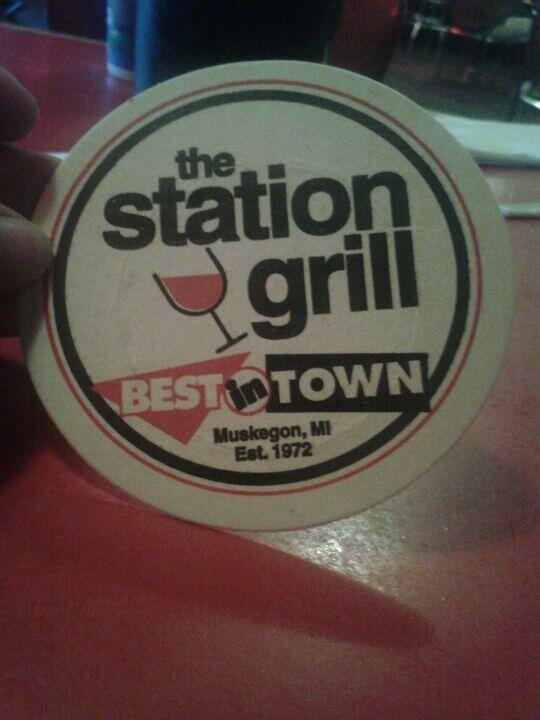 the
station
grill
BEST in TOWN
Muskegon, MI
Est. 1972